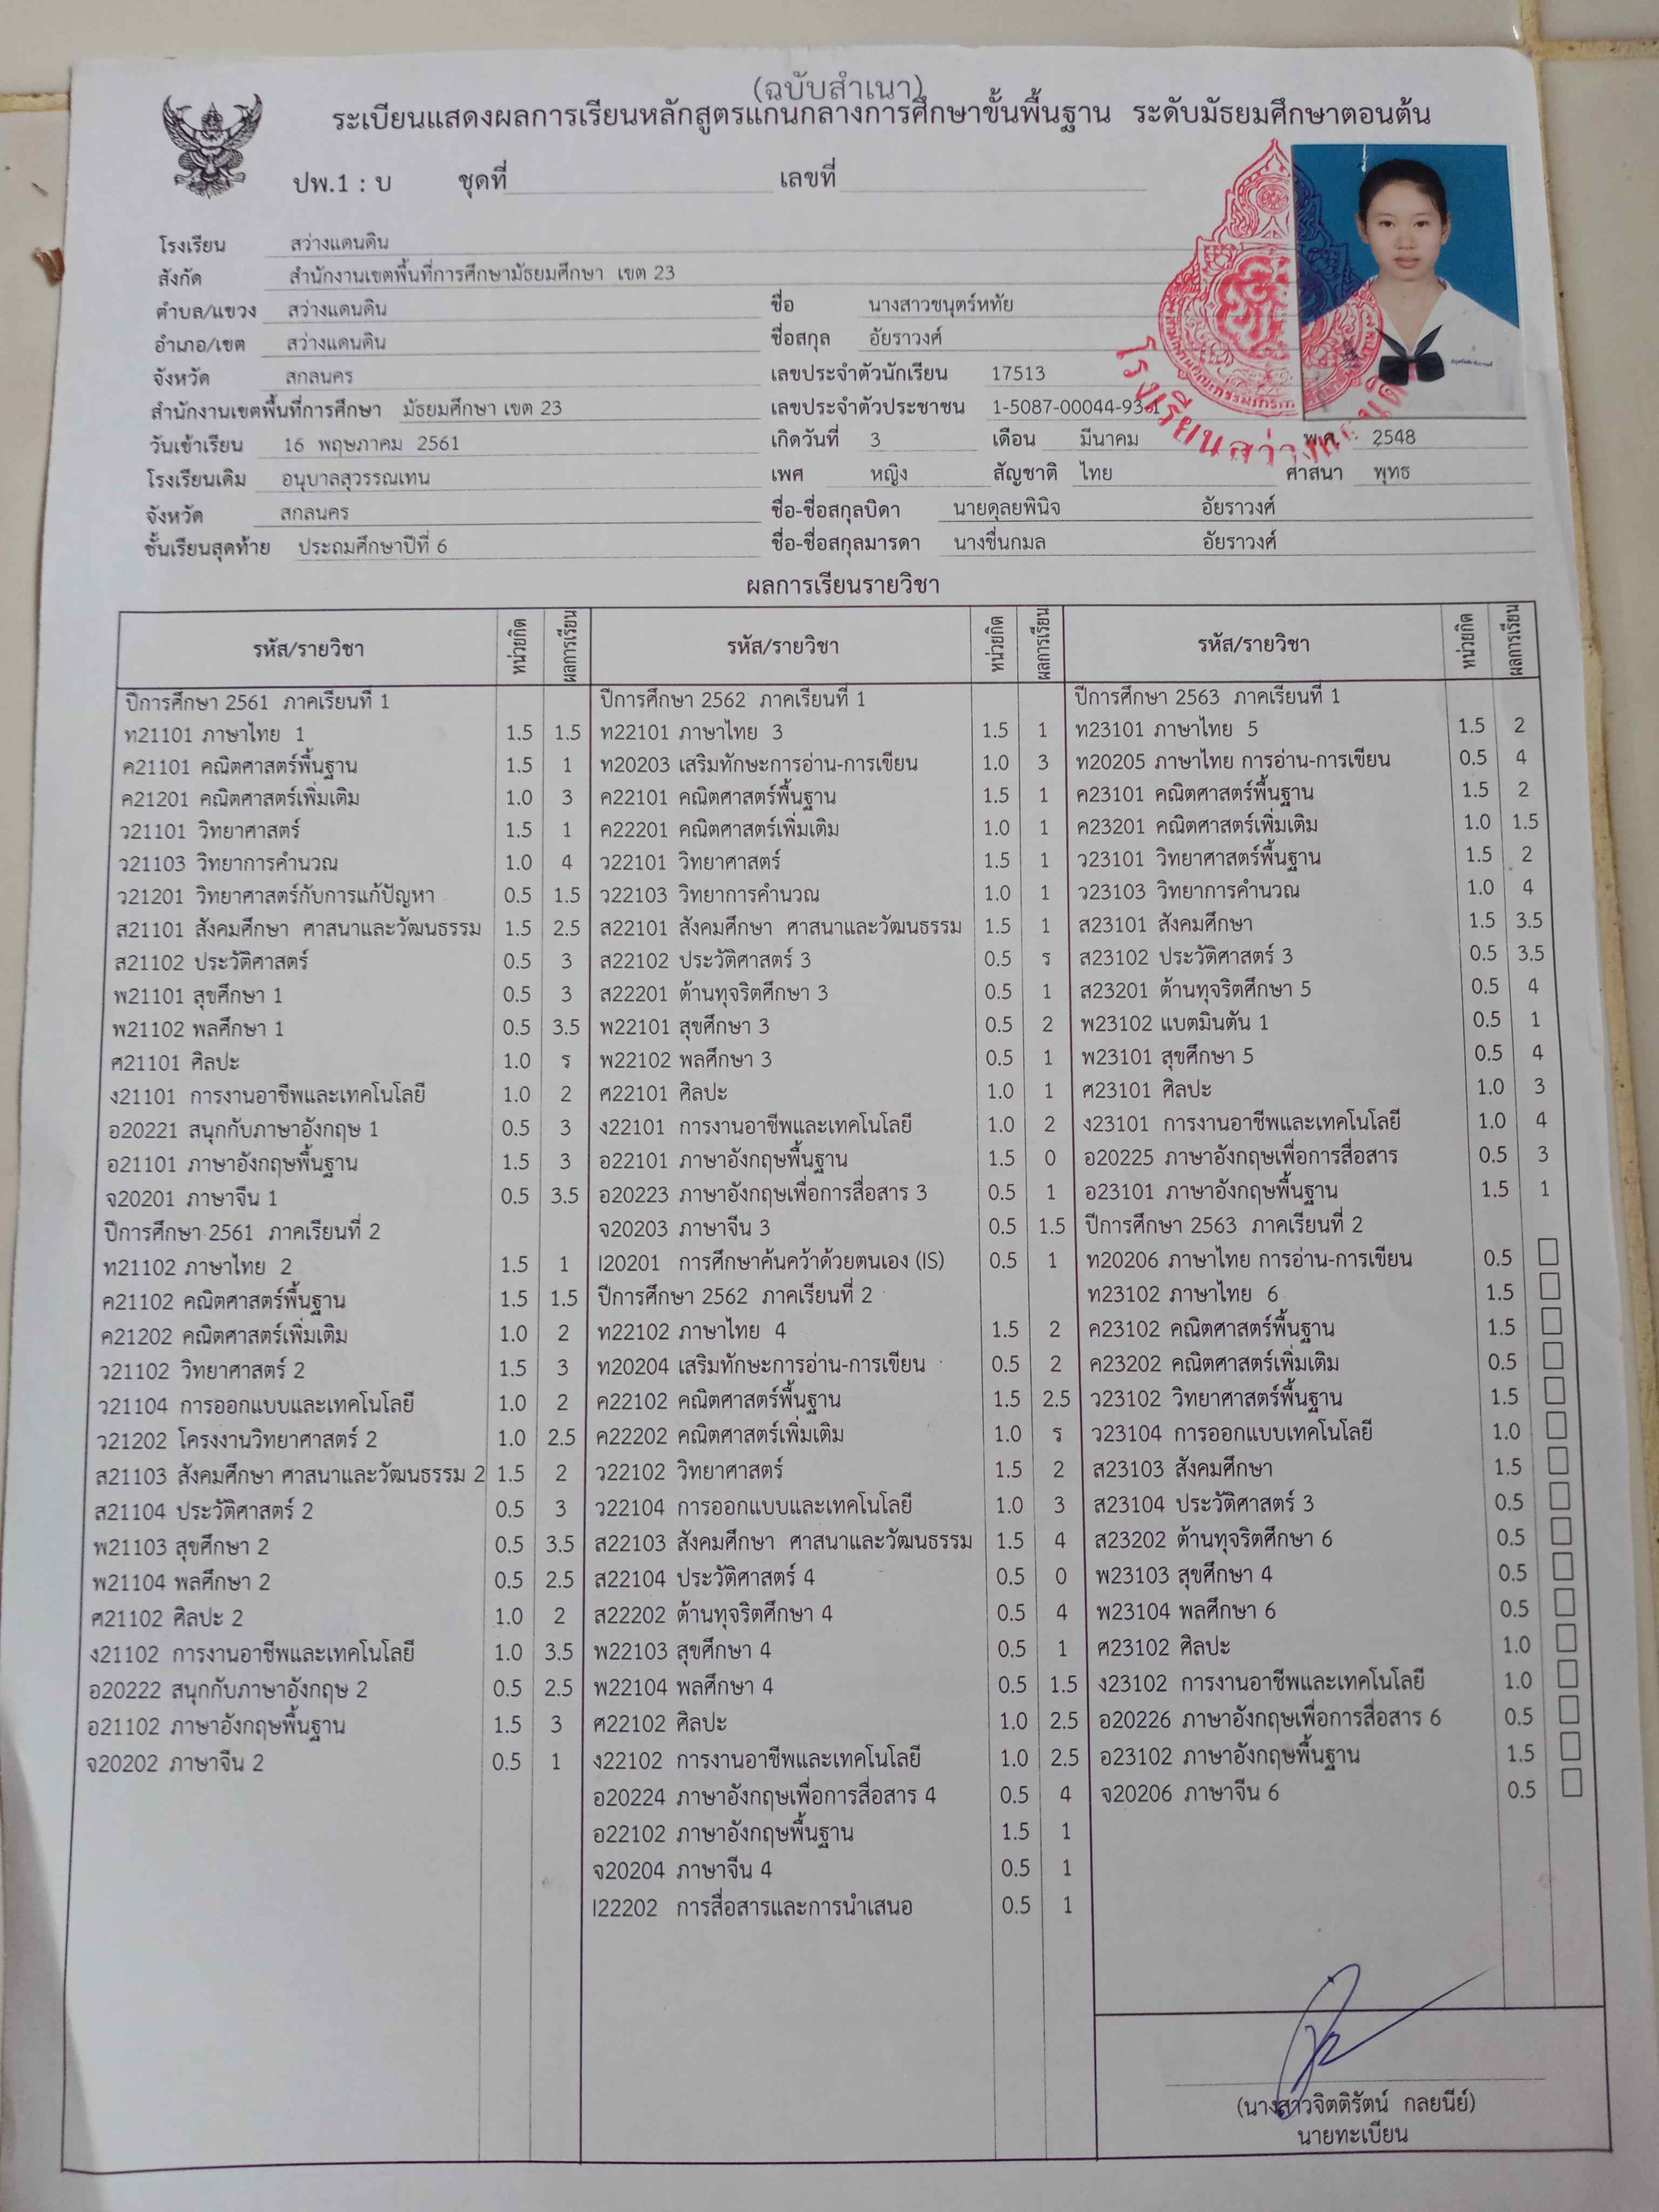 (ฉบับสำเนา)
ระเบียนแสดงผลการเรียนหลักสูตรแกนกลางการศึกษาขั้นพื้นฐาน ระดับมัธยมศึกษาตอนต้น
ปพ.1 : บ ชุดที่ เลขที่
โรงเรียน สว่างแดนดิน
สังกัด สำนักงานเขตพื้นที่การศึกษามัธยมศึกษา เขต 23
ตำบล/แขวง สว่างแดนดิน
อำเภอ/เขต สว่างแดนดิน
จังหวัด สกลนคร
สำนักงานเขตพื้นที่การศึกษา มัธยมศึกษา เขต 23
วันเข้าเรียน 16 พฤษภาคม 2561
โรงเรียนเดิม อนุบาลสุวรรณเทน
จังหวัด สกลนคร
ชั้นเรียนสุดท้าย ประถมศึกษาปีที่ 6
ชื่อ นางสาวชนุตร์หทัย
ชื่อสกุล อัยราวงศ์
เลขประจำตัวนักเรียน 17513
เลขประจำตัวประชาชน 1-5087-00044-93-1
เกิดวันที่ 3 เดือน มีนาคม พ.ศ. 2548
เพศ หญิง สัญชาติ ไทย ศาสนา พุทธ
ชื่อ-ชื่อสกุลบิดา นายดุลยพินิจ อัยราวงศ์
ชื่อ-ชื่อสกุลมารดา นางชื่นกมล อัยราวงศ์
โรงเรียนสว่างแดนดิน
ผลการเรียนรายวิชา
รหัส/รายวิชา หน่วยกิต ผลการเรียน
ปีการศึกษา 2561 ภาคเรียนที่ 1
ท21101 ภาษาไทย 1 1.5 1.5
ค21101 คณิตศาสตร์พื้นฐาน 1.5 1
ค21201 คณิตศาสตร์เพิ่มเติม 1.0 3
ว21101 วิทยาศาสตร์ 1.5 1
ว21103 วิทยาการคำนวณ 1.0 4
ว21201 วิทยาศาสตร์กับการแก้ปัญหา 0.5 1.5
ส21101 สังคมศึกษา ศาสนาและวัฒนธรรม 1.5 2.5
ส21102 ประวัติศาสตร์ 0.5 3
พ21101 สุขศึกษา 1 0.5 3
พ21102 พลศึกษา 1 0.5 3.5
ศ21101 ศิลปะ 1.0 ร
ง21101 การงานอาชีพและเทคโนโลยี 1.0 2
อ20221 สนุกกับภาษาอังกฤษ 1 0.5 3
อ21101 ภาษาอังกฤษพื้นฐาน 1.5 3
จ20201 ภาษาจีน 1 0.5 3.5
ปีการศึกษา 2561 ภาคเรียนที่ 2
ท21102 ภาษาไทย 2 1.5 1
ค21102 คณิตศาสตร์พื้นฐาน 1.5 1.5
ค21202 คณิตศาสตร์เพิ่มเติม 1.0 2
ว21102 วิทยาศาสตร์ 2 1.5 3
ว21104 การออกแบบและเทคโนโลยี 1.0 2
ว21202 โครงงานวิทยาศาสตร์ 2 1.0 2.5
ส21103 สังคมศึกษา ศาสนาและวัฒนธรรม 2 1.5 2
ส21104 ประวัติศาสตร์ 2 0.5 3
พ21103 สุขศึกษา 2 0.5 3.5
พ21104 พลศึกษา 2 0.5 2.5
ศ21102 ศิลปะ 2 1.0 2
ง21102 การงานอาชีพและเทคโนโลยี 1.0 3.5
อ20222 สนุกกับภาษาอังกฤษ 2 0.5 2.5
อ21102 ภาษาอังกฤษพื้นฐาน 1.5 3
จ20202 ภาษาจีน 2 0.5 1
รหัส/รายวิชา หน่วยกิต ผลการเรียน
ปีการศึกษา 2562 ภาคเรียนที่ 1
ท22101 ภาษาไทย 3 1.5 1
ท20203 เสริมทักษะการอ่าน-การเขียน 1.0 3
ค22101 คณิตศาสตร์พื้นฐาน 1.5 1
ค22201 คณิตศาสตร์เพิ่มเติม 1.0 1
ว22101 วิทยาศาสตร์ 1.5 1
ว22103 วิทยาการคำนวณ 1.0 1
ส22101 สังคมศึกษา ศาสนาและวัฒนธรรม 1.5 1
ส22102 ประวัติศาสตร์ 3 0.5 ร
ส22201 ต้านทุจริตศึกษา 3 0.5 1
พ22101 สุขศึกษา 3 0.5 2
พ22102 พลศึกษา 3 0.5 1
ศ22101 ศิลปะ 1.0 1
ง22101 การงานอาชีพและเทคโนโลยี 1.0 2
อ22101 ภาษาอังกฤษพื้นฐาน 1.5 0
อ20223 ภาษาอังกฤษเพื่อการสื่อสาร 3 0.5 1
จ20203 ภาษาจีน 3 0.5 1.5
I20201 การศึกษาค้นคว้าด้วยตนเอง (IS) 0.5 1
ปีการศึกษา 2562 ภาคเรียนที่ 2
ท22102 ภาษาไทย 4 1.5 2
ท20204 เสริมทักษะการอ่าน-การเขียน 0.5 2
ค22102 คณิตศาสตร์พื้นฐาน 1.5 2.5
ค22202 คณิตศาสตร์เพิ่มเติม 1.0 ร
ว22102 วิทยาศาสตร์ 1.5 2
ว22104 การออกแบบและเทคโนโลยี 1.0 3
ส22103 สังคมศึกษา ศาสนาและวัฒนธรรม 1.5 4
ส22104 ประวัติศาสตร์ 4 0.5 0
ส22202 ต้านทุจริตศึกษา 4 0.5 4
พ22103 สุขศึกษา 4 0.5 1
พ22104 พลศึกษา 4 0.5 1.5
ศ22102 ศิลปะ 1.0 2.5
ง22102 การงานอาชีพและเทคโนโลยี 1.0 2.5
อ20224 ภาษาอังกฤษเพื่อการสื่อสาร 4 0.5 4
อ22102 ภาษาอังกฤษพื้นฐาน 1.5 1
จ20204 ภาษาจีน 4 0.5 1
I22202 การสื่อสารและการนำเสนอ 0.5 1
รหัส/รายวิชา หน่วยกิต ผลการเรียน
ปีการศึกษา 2563 ภาคเรียนที่ 1
ท23101 ภาษาไทย 5 1.5 2
ท20205 ภาษาไทย การอ่าน-การเขียน 0.5 4
ค23101 คณิตศาสตร์พื้นฐาน 1.5 2
ค23201 คณิตศาสตร์เพิ่มเติม 1.0 1.5
ว23101 วิทยาศาสตร์พื้นฐาน 1.5 2
ว23103 วิทยาการคำนวณ 1.0 4
ส23101 สังคมศึกษา 1.5 3.5
ส23102 ประวัติศาสตร์ 3 0.5 3.5
ส23201 ต้านทุจริตศึกษา 5 0.5 4
พ23102 แบตมินตัน 1 0.5 1
พ23101 สุขศึกษา 5 0.5 4
ศ23101 ศิลปะ 1.0 3
ง23101 การงานอาชีพและเทคโนโลยี 1.0 4
อ20225 ภาษาอังกฤษเพื่อการสื่อสาร 0.5 3
อ23101 ภาษาอังกฤษพื้นฐาน 1.5 1
ปีการศึกษา 2563 ภาคเรียนที่ 2
ท20206 ภาษาไทย การอ่าน-การเขียน 0.5
ท23102 ภาษาไทย 6 1.5
ค23102 คณิตศาสตร์พื้นฐาน 1.5
ค23202 คณิตศาสตร์เพิ่มเติม 0.5
ว23102 วิทยาศาสตร์พื้นฐาน 1.5
ว23104 การออกแบบเทคโนโลยี 1.0
ส23103 สังคมศึกษา 1.5
ส23104 ประวัติศาสตร์ 3 0.5
ส23202 ต้านทุจริตศึกษา 6 0.5
พ23103 สุขศึกษา 4 0.5
พ23104 พลศึกษา 6 0.5
ศ23102 ศิลปะ 1.0
ง23102 การงานอาชีพและเทคโนโลยี 1.0
อ20226 ภาษาอังกฤษเพื่อการสื่อสาร 6 0.5
อ23102 ภาษาอังกฤษพื้นฐาน 1.5
จ20206 ภาษาจีน 6 0.5
(นางสาวจิตติรัตน์ กลยนีย์)
นายทะเบียน